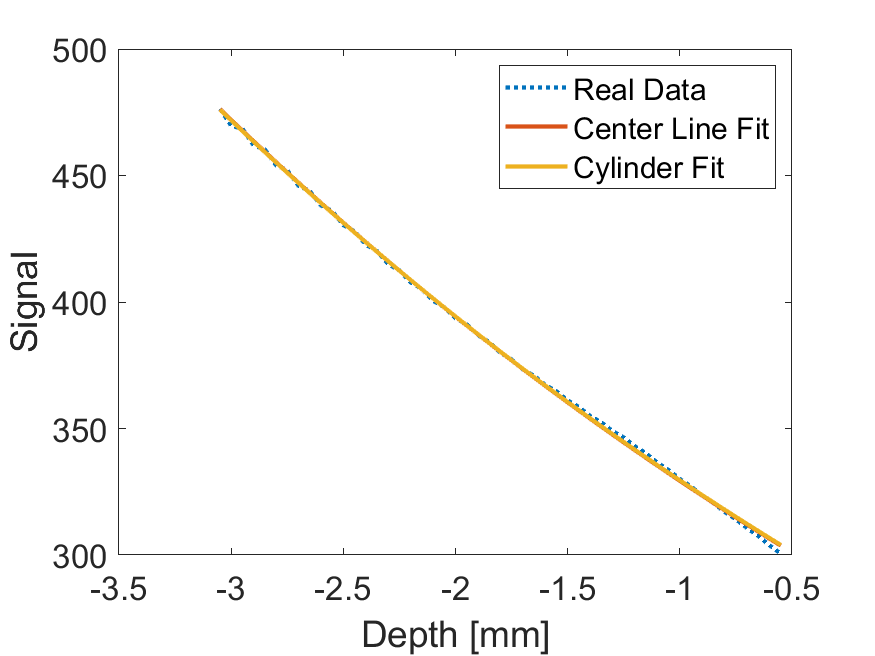 500
450
400
350
300
-3.5
-3
-2.5
-2
-1.5
-1
-0.5
Signal
Depth [mm]
Real Data
Center Line Fit
Cylinder Fit